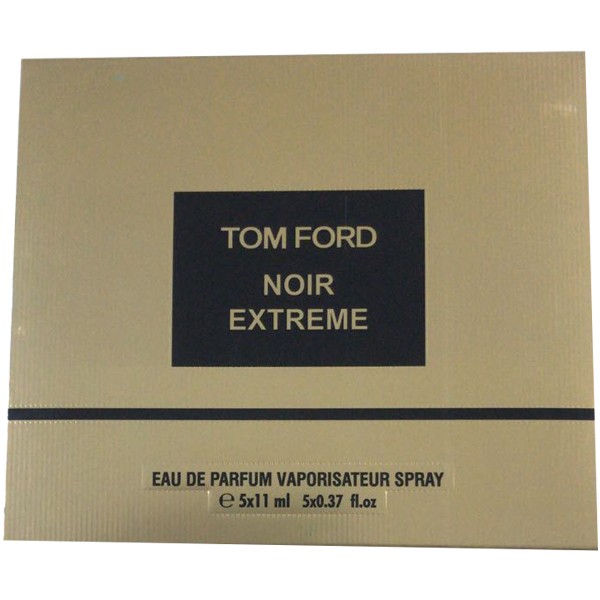 TOM FORD
NOIR
EXTREME
EAU DE PARFUM VAPORISATEUR SPRAY
℮ 5x11 ml 5x0.37 fl.oz